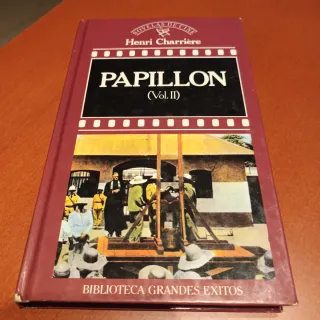 NOVELAS DE CINE
Henri Charrière
PAPILLON
(Vol. II)
BIBLIOTECA GRANDES EXITOS